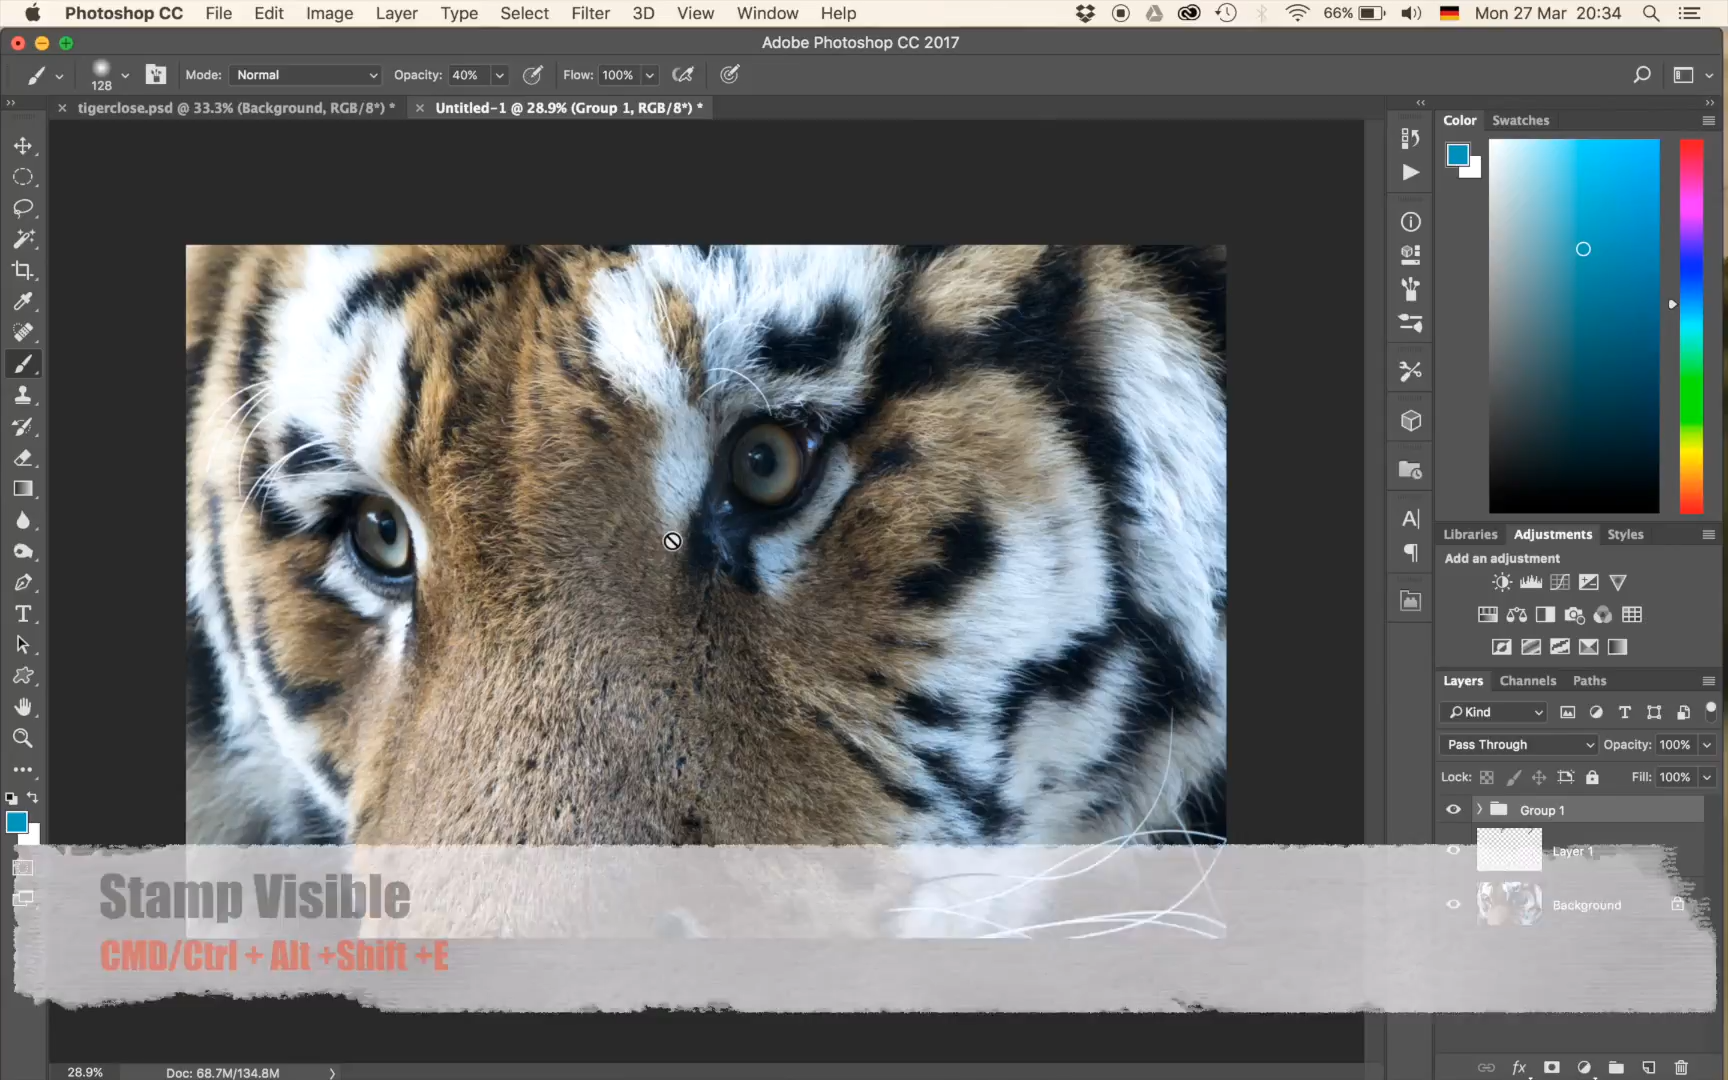 Photoshop CC File Edit Image Layer Type Select Filter 3D View Window Help 66% Mon 27 Mar 20:34
Adobe Photoshop CC 2017
128 Mode: Normal Opacity: 40% Flow: 100%
tigerclose.psd @ 33.3% (Background, RGB/8*) * Untitled-1 @ 28.9% (Group 1, RGB/8*) *
Color Swatches
Libraries Adjustments Styles
Add an adjustment
Layers Channels Paths
Kind
Pass Through Opacity: 100%
Lock: Fill: 100%
Group 1
Layer 1
Background
Stamp Visible
CMD/Ctrl + Alt +Shift +E
28.9% Doc: 68.7M/134.8M